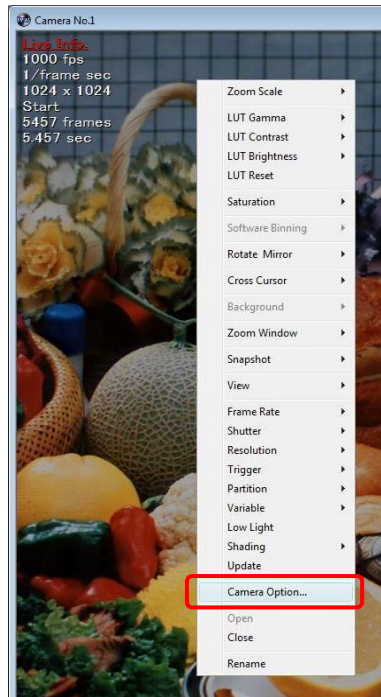 Camera No.1
Live Info.
1000 fps
1/frame sec
1024 x 1024
Start
5457 frames
5.457 sec
Zoom Scale
LUT Gamma
LUT Contrast
LUT Brightness
LUT Reset
Saturation
Software Binning
Rotate Mirror
Cross Cursor
Background
Zoom Window
Snapshot
View
Frame Rate
Shutter
Resolution
Trigger
Partition
Variable
Low Light
Shading
Update
Camera Option...
Open
Close
Rename